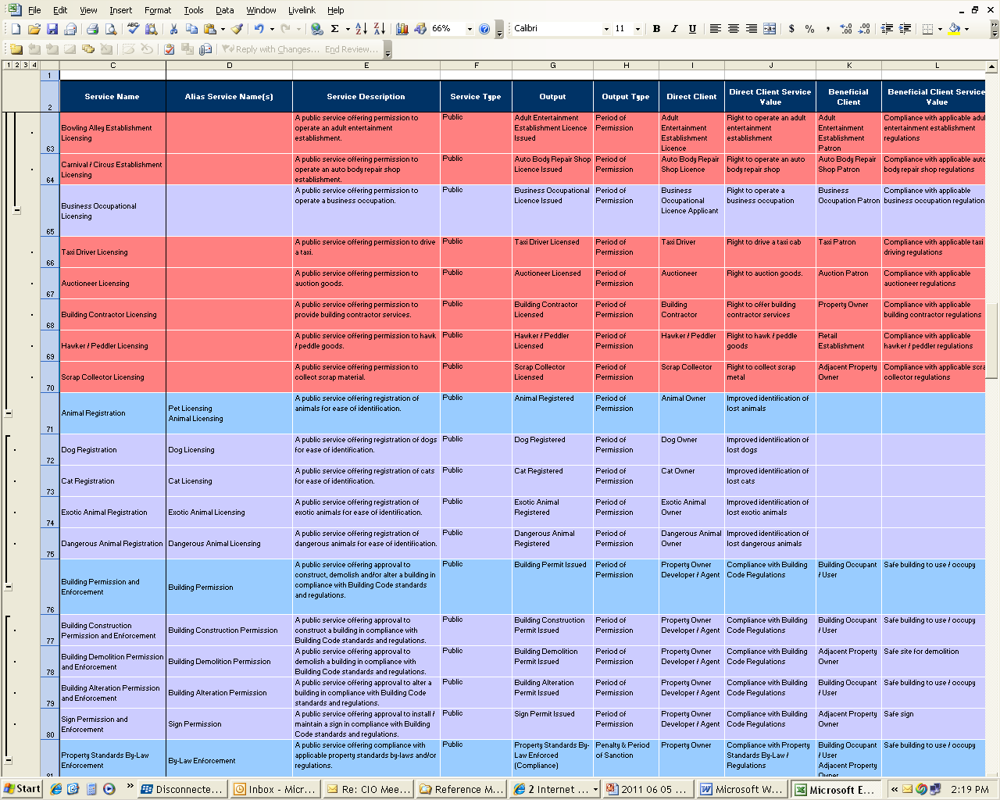 File Edit View Insert Format Tools Data Window Livelink Help
66% Calibri 11 B I U $ % ,
Reply with Changes... End Review...
1 2 3 4 C D E F G H I J K L
1
2 Service Name Alias Service Name(s) Service Description Service Type Output Output Type Direct Client Direct Client Service Value Beneficial Client Beneficial Client Service Value
63 Bowling Alley Establishment Licensing A public service offering permission to operate an adult entertainment establishment. Public Adult Entertainment Establishment Licence Issued Period of Permission Adult Entertainment Establishment Licence Right to operate an adult entertainment establishment Adult Entertainment Establishment Patron Compliance with applicable adu entertainment establishment regulations
64 Carnival / Circus Establishment Licensing A public service offering permission to operate an auto body repair shop establishment. Public Auto Body Repair Shop Licence Issued Period of Permission Auto Body Repair Shop Licence Right to operate an auto body repair shop Auto Body Repair Shop Patron Compliance with applicable auto body repair shop regulations
65 Business Occupational Licensing A public service offering permission to operate a business occupation. Public Business Occupational Licence Issued Period of Permission Business Occupational Licence Applicant Right to operate a business occupation Business Occupation Patron Compliance with applicable business occupation regulation
66 Taxi Driver Licensing A public service offering permission to drive a taxi. Public Taxi Driver Licensed Period of Permission Taxi Driver Right to drive a taxi cab Taxi Patron Compliance with applicable taxi driving regulations
67 Auctioneer Licensing A public service offering permission to auction goods. Public Auctioneer Licensed Period of Permission Auctioneer Right to auction goods. Auction Patron Compliance with applicable auctioneer regulations
68 Building Contractor Licensing A public service offering permission to provide building contractor services. Public Building Contractor Licensed Period of Permission Building Contractor Right to offer building contractor services Property Owner Compliance with applicable building contractor regulations
69 Hawker / Peddler Licensing A public service offering permission to hawk / peddle goods. Public Hawker / Peddler Licensed Period of Permission Hawker / Peddler Right to hawk / peddle goods Retail Establishment Compliance with applicable hawker / peddler regulations
70 Scrap Collector Licensing A public service offering permission to collect scrap material. Public Scrap Collector Licensed Period of Permission Scrap Collector Right to collect scrap metal Adjacent Property Owner Compliance with applicable scra collector regulations
71 Animal Registration Pet Licensing Animal Licensing A public service offering registration of animals for ease of identification. Public Animal Registered Period of Permission Animal Owner Improved identification of lost animals
72 Dog Registration Dog Licensing A public service offering registration of dogs for ease of identification. Public Dog Registered Period of Permission Dog Owner Improved identification of lost dogs
73 Cat Registration Cat Licensing A public service offering registration of cats for ease of identification. Public Cat Registered Period of Permission Cat Owner Improved identification of lost cats
74 Exotic Animal Registration Exotic Animal Licensing A public service offering registration of exotic animals for ease of identification. Public Exotic Animal Registered Period of Permission Exotic Animal Owner Improved identification of lost exotic animals
75 Dangerous Animal Registration Dangerous Animal Licensing A public service offering registration of dangerous animals for ease of identification. Public Dangerous Animal Registered Period of Permission Dangerous Animal Owner Improved identification of lost dangerous animals
76 Building Permission and Enforcement Building Permission A public service offering approval to construct, demolish and/or alter a building in compliance with Building Code standards and regulations. Public Building Permit Issued Period of Permission Property Owner Developer / Agent Compliance with Building Code Regulations Building Occupant / User Safe building to use / occupy
77 Building Construction Permission and Enforcement Building Construction Permission A public service offering approval to construct a building in compliance with Building Code standards and regulations. Public Building Construction Permit Issued Period of Permission Property Owner Developer / Agent Compliance with Building Code Regulations Building Occupant / User Safe building to use / occupy
78 Building Demolition Permission and Enforcement Building Demolition Permission A public service offering approval to demolish a building in compliance with Building Code standards and regulations. Public Building Demolition Permit Issued Period of Permission Property Owner Developer / Agent Compliance with Building Code Regulations Adjacent Property Owner Safe site for demolition
79 Building Alteration Permission and Enforcement Building Alteration Permission A public service offering approval to alter a building in compliance with Building Code standards and regulations. Public Building Alteration Permit Issued Period of Permission Property Owner Developer / Agent Compliance with Building Code Regulations Building Occupant / User Safe building to use / occupy
80 Sign Permission and Enforcement Sign Permission A public service offering approval to install / maintain a sign in compliance with Building Code standards and regulations. Public Sign Permit Issued Period of Permission Property Owner Developer / Agent Compliance with Building Code Regulations Adjacent Property Owner Safe sign
81 Property Standards By-Law Enforcement By-Law Enforcement A public service offering compliance with applicable property standards by-laws and/or regulations. Public Property Standards By-Law Enforced (Compliance) Penalty & Period of Sanction Property Owner Compliance with Property Standards By-Law / Regulations Building Occupant / User Adjacent Property Owner Safe building to use / occupy
Start » Disconnecte... Inbox - Micr... Re: CIO Mee... Reference M... 2 Internet ... 2011 06 05 ... Microsoft W... Microsoft E... « 2:19 PM